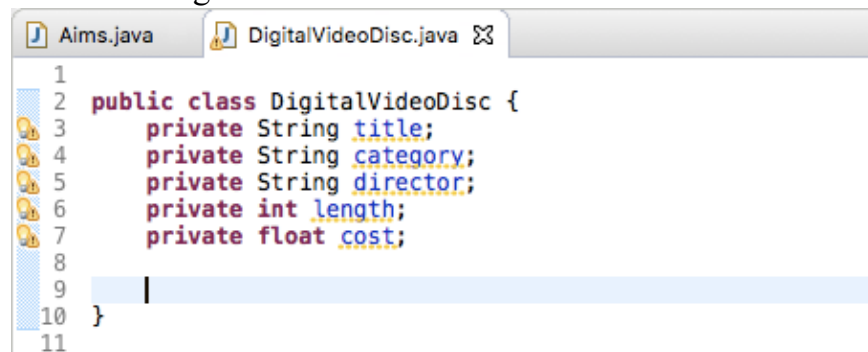 Aims.java DigitalVideoDisc.java
1
2 public class DigitalVideoDisc {
3     private String title;
4     private String category;
5     private String director;
6     private int length;
7     private float cost;
8
9
10 }
11